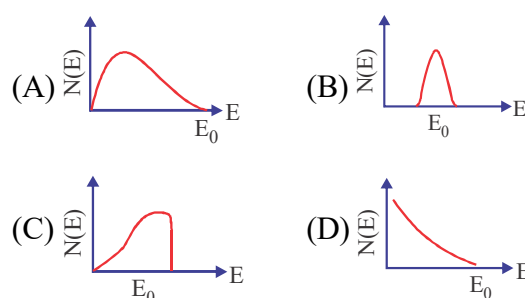 (A) N(E) E E₀
(B) N(E) E E₀
(C) N(E) E E₀
(D) N(E) E E₀